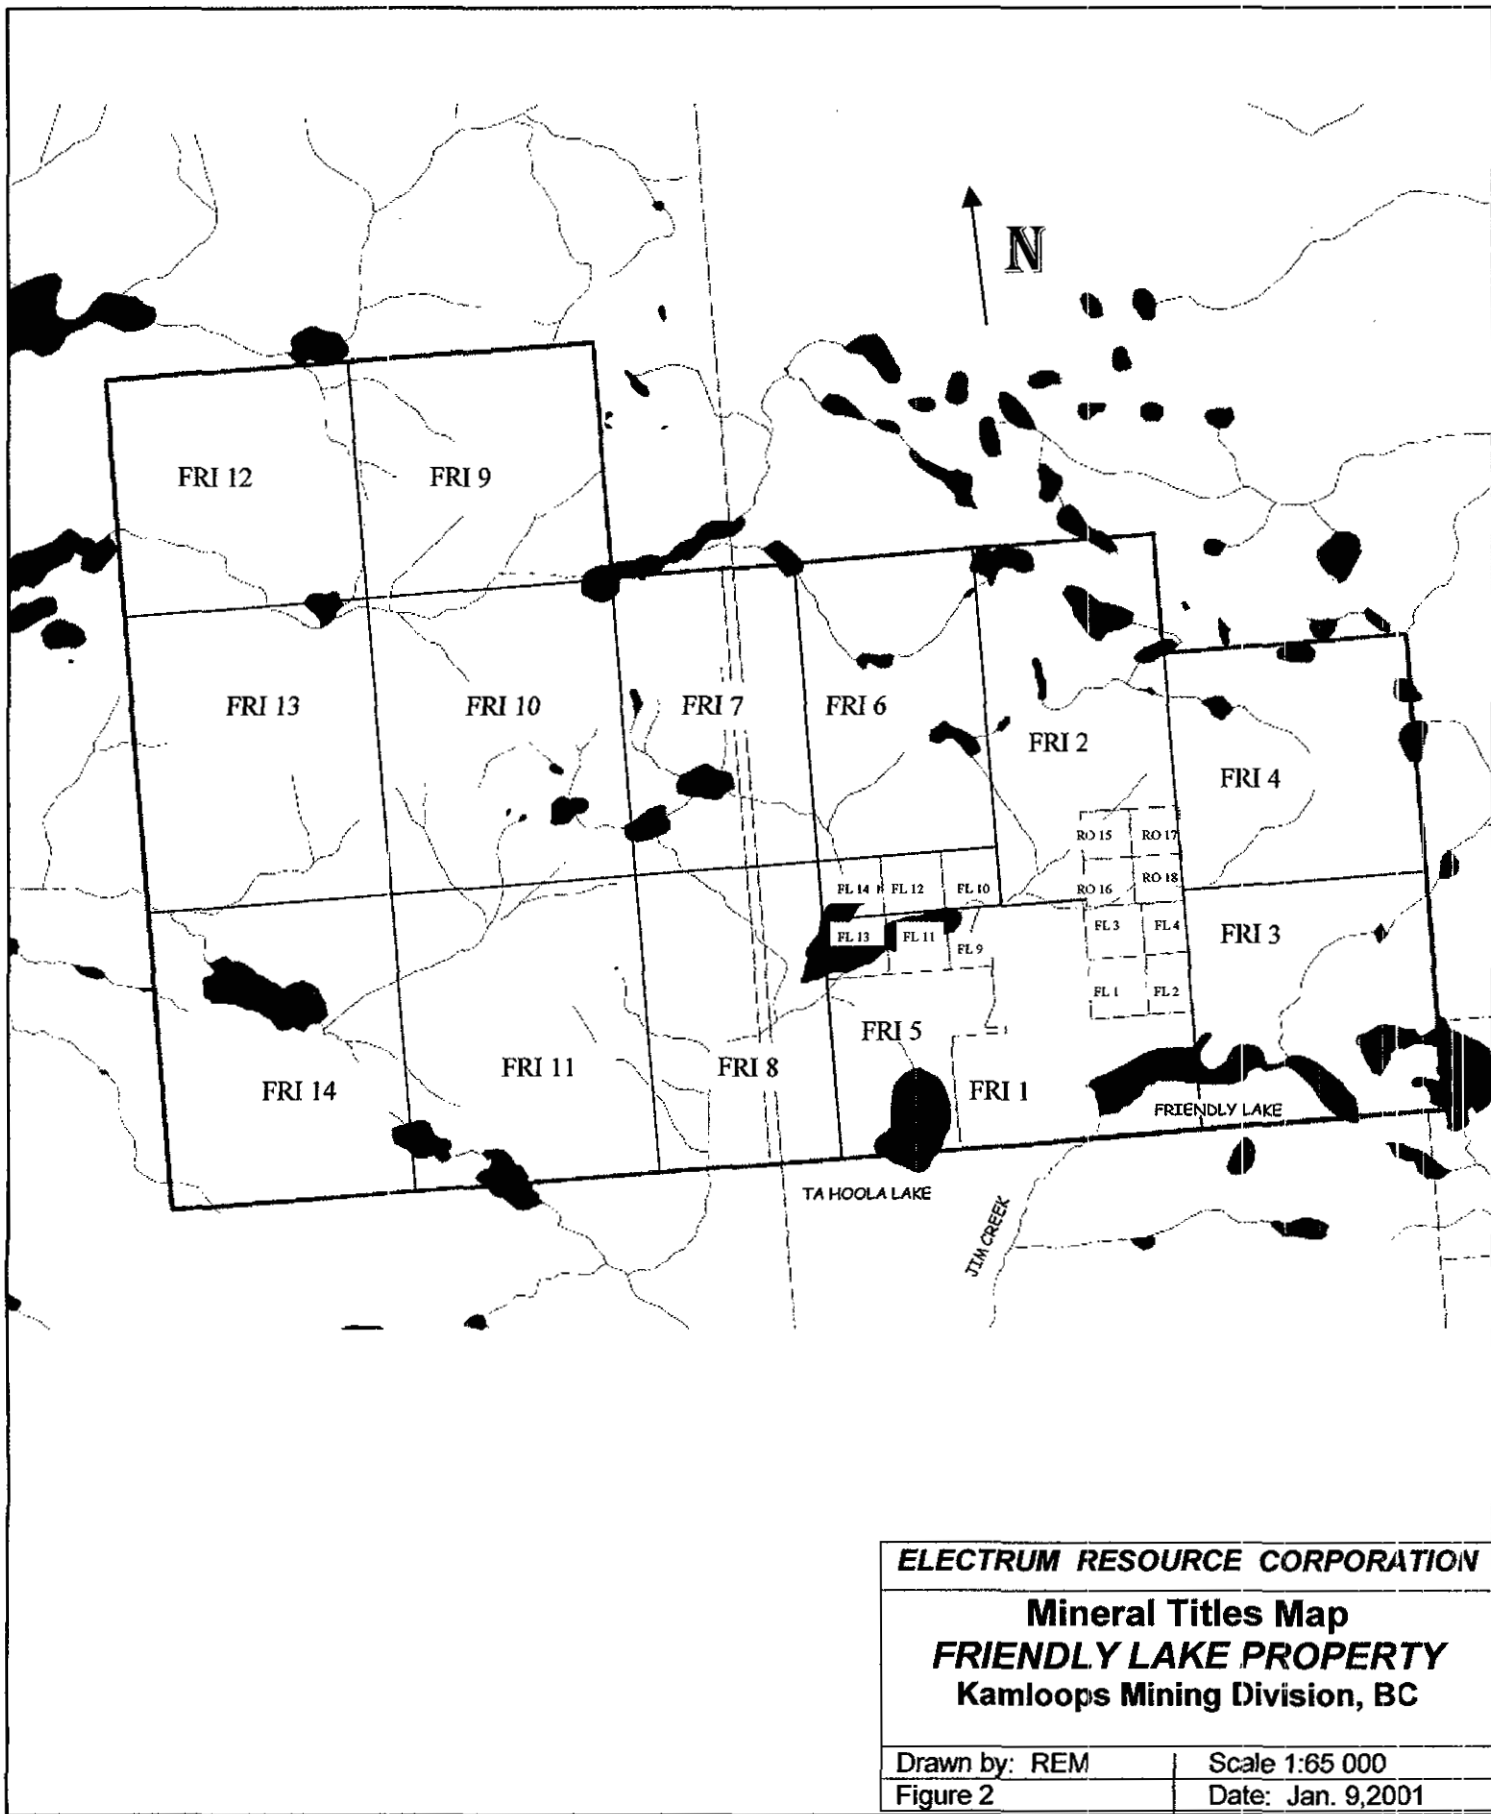 N
FRI 12
FRI 9
FRI 13
FRI 10
FRI 7
FRI 6
FRI 2
FRI 4
RO 15
RO 17
RO 16
RO 18
FL 14
FL 12
FL 10
FL 13
FL 11
FL 9
FL 3
FL 4
FRI 3
FL 1
FL 2
FRI 5
FRI 14
FRI 11
FRI 8
FRI 1
FRIENDLY LAKE
TA HOOLA LAKE
JIM CREEK
ELECTRUM RESOURCE CORPORATION
Mineral Titles Map
FRIENDLY LAKE PROPERTY
Kamloops Mining Division, BC
Drawn by: REM
Scale 1:65 000
Figure 2
Date: Jan. 9,2001